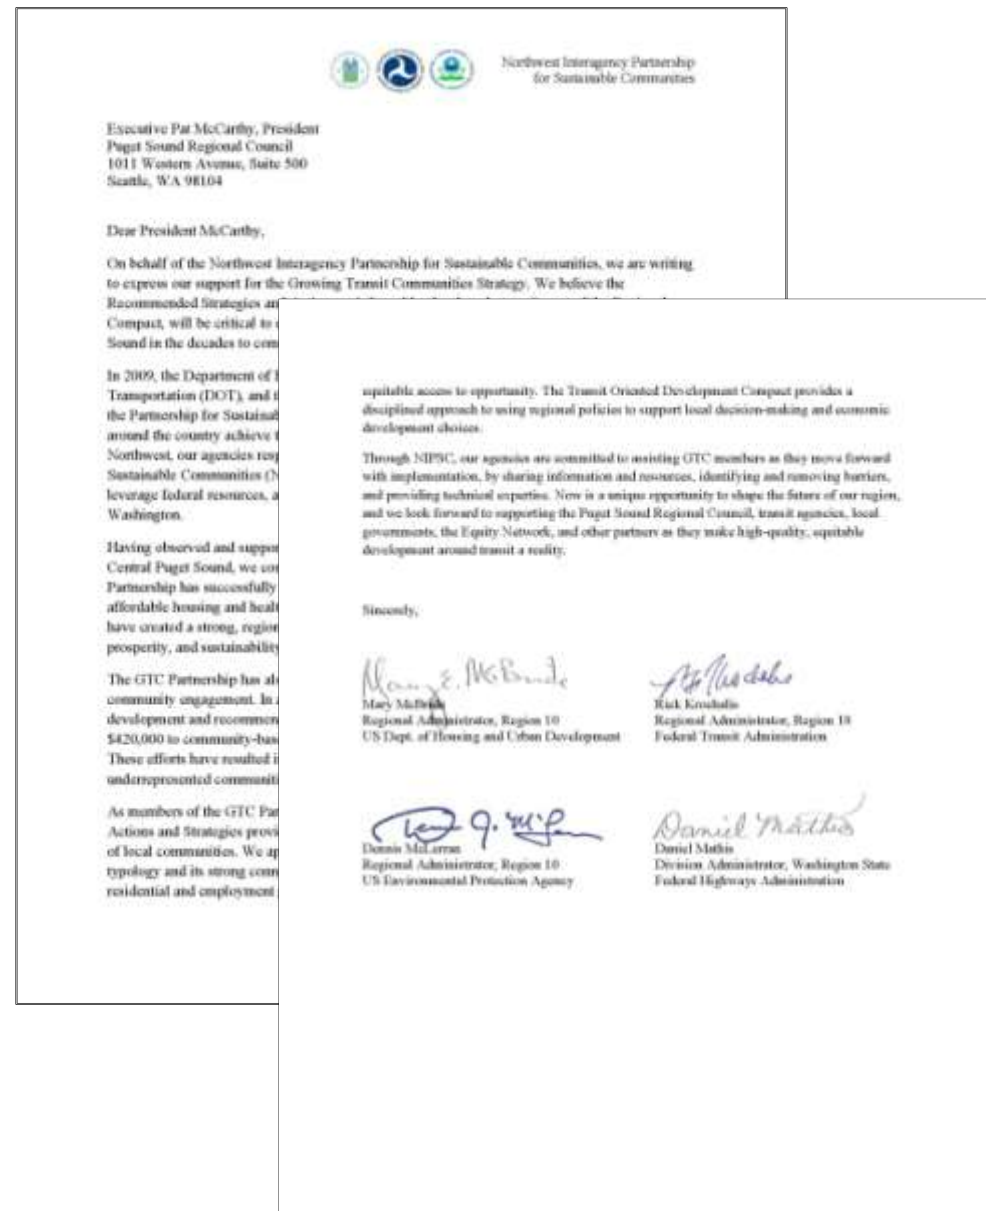 Northwest Interagency Partnership
for Sustainable Communities
Executive Pat McCarthy, President
Puget Sound Regional Council
1011 Western Avenue, Suite 500
Seattle, WA 98104
Dear President McCarthy,
On behalf of the Northwest Interagency Partnership for Sustainable Communities, we are writing
to express our support for the Growing Transit Communities Strategy. We believe the
Recommended Strategies an
Compact, will be critical to
Sound in the decades to com
In 2009, the Department of
Transportation (DOT), and
the Partnership for Sustainab
around the country achieve
Northwest, our agencies resp
Sustainable Communities (N
leverage federal resources, a
Washington.
Having observed and suppor
Central Puget Sound, we con
Partnership has successfully
affordable housing and healt
have created a strong, region
prosperity, and sustainability
The GTC Partnership has als
community engagement. In
development and recommen
$420,000 to community-bas
These efforts have resulted i
underrepresented communiti
As members of the GTC Par
Actions and Strategies provi
of local communities. We ap
typology and its strong comm
residential and employment
equitable access to opportunity. The Transit Oriented Development Compact provides a
disciplined approach to using regional policies to support local decision-making and economic
development choices.
Through NIPSC, our agencies are committed to assisting GTC members as they move forward
with implementation, by sharing information and resources, identifying and removing barriers,
and providing technical expertise. Now is a unique opportunity to shape the future of our region,
and we look forward to supporting the Puget Sound Regional Council, transit agencies, local
governments, the Equity Network, and other partners as they make high-quality, equitable
development around transit a reality.
Sincerely,
Mary E. McBride
Mary McBride
Regional Administrator, Region 10
US Dept. of Housing and Urban Development
Rick Krochalis
Regional Administrator, Region 10
Federal Transit Administration
Dennis McLerran
Regional Administrator, Region 10
US Environmental Protection Agency
Daniel Mathis
Daniel Mathis
Division Administrator, Washington State
Federal Highways Administration